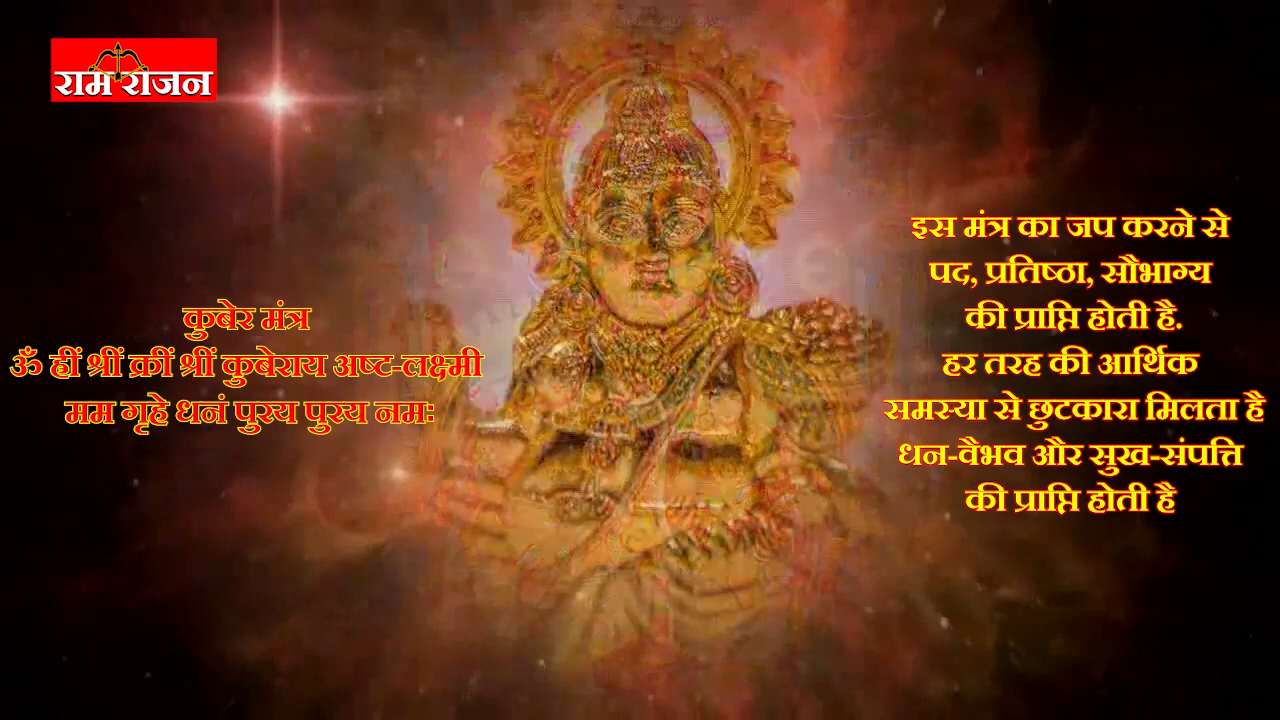 राम रोजन
कुबेर मंत्र
ॐ ह्रीं श्रीं क्रीं श्रीं कुबेराय अष्ट-लक्ष्मी
मम गृहे धनं पुरय पुरय नमः
इस मंत्र का जप करने से
पद, प्रतिष्ठा, सौभाग्य
की प्राप्ति होती है.
हर तरह की आर्थिक
समस्या से छुटकारा मिलता है
धन-वैभव और सुख-संपत्ति
की प्राप्ति होती है